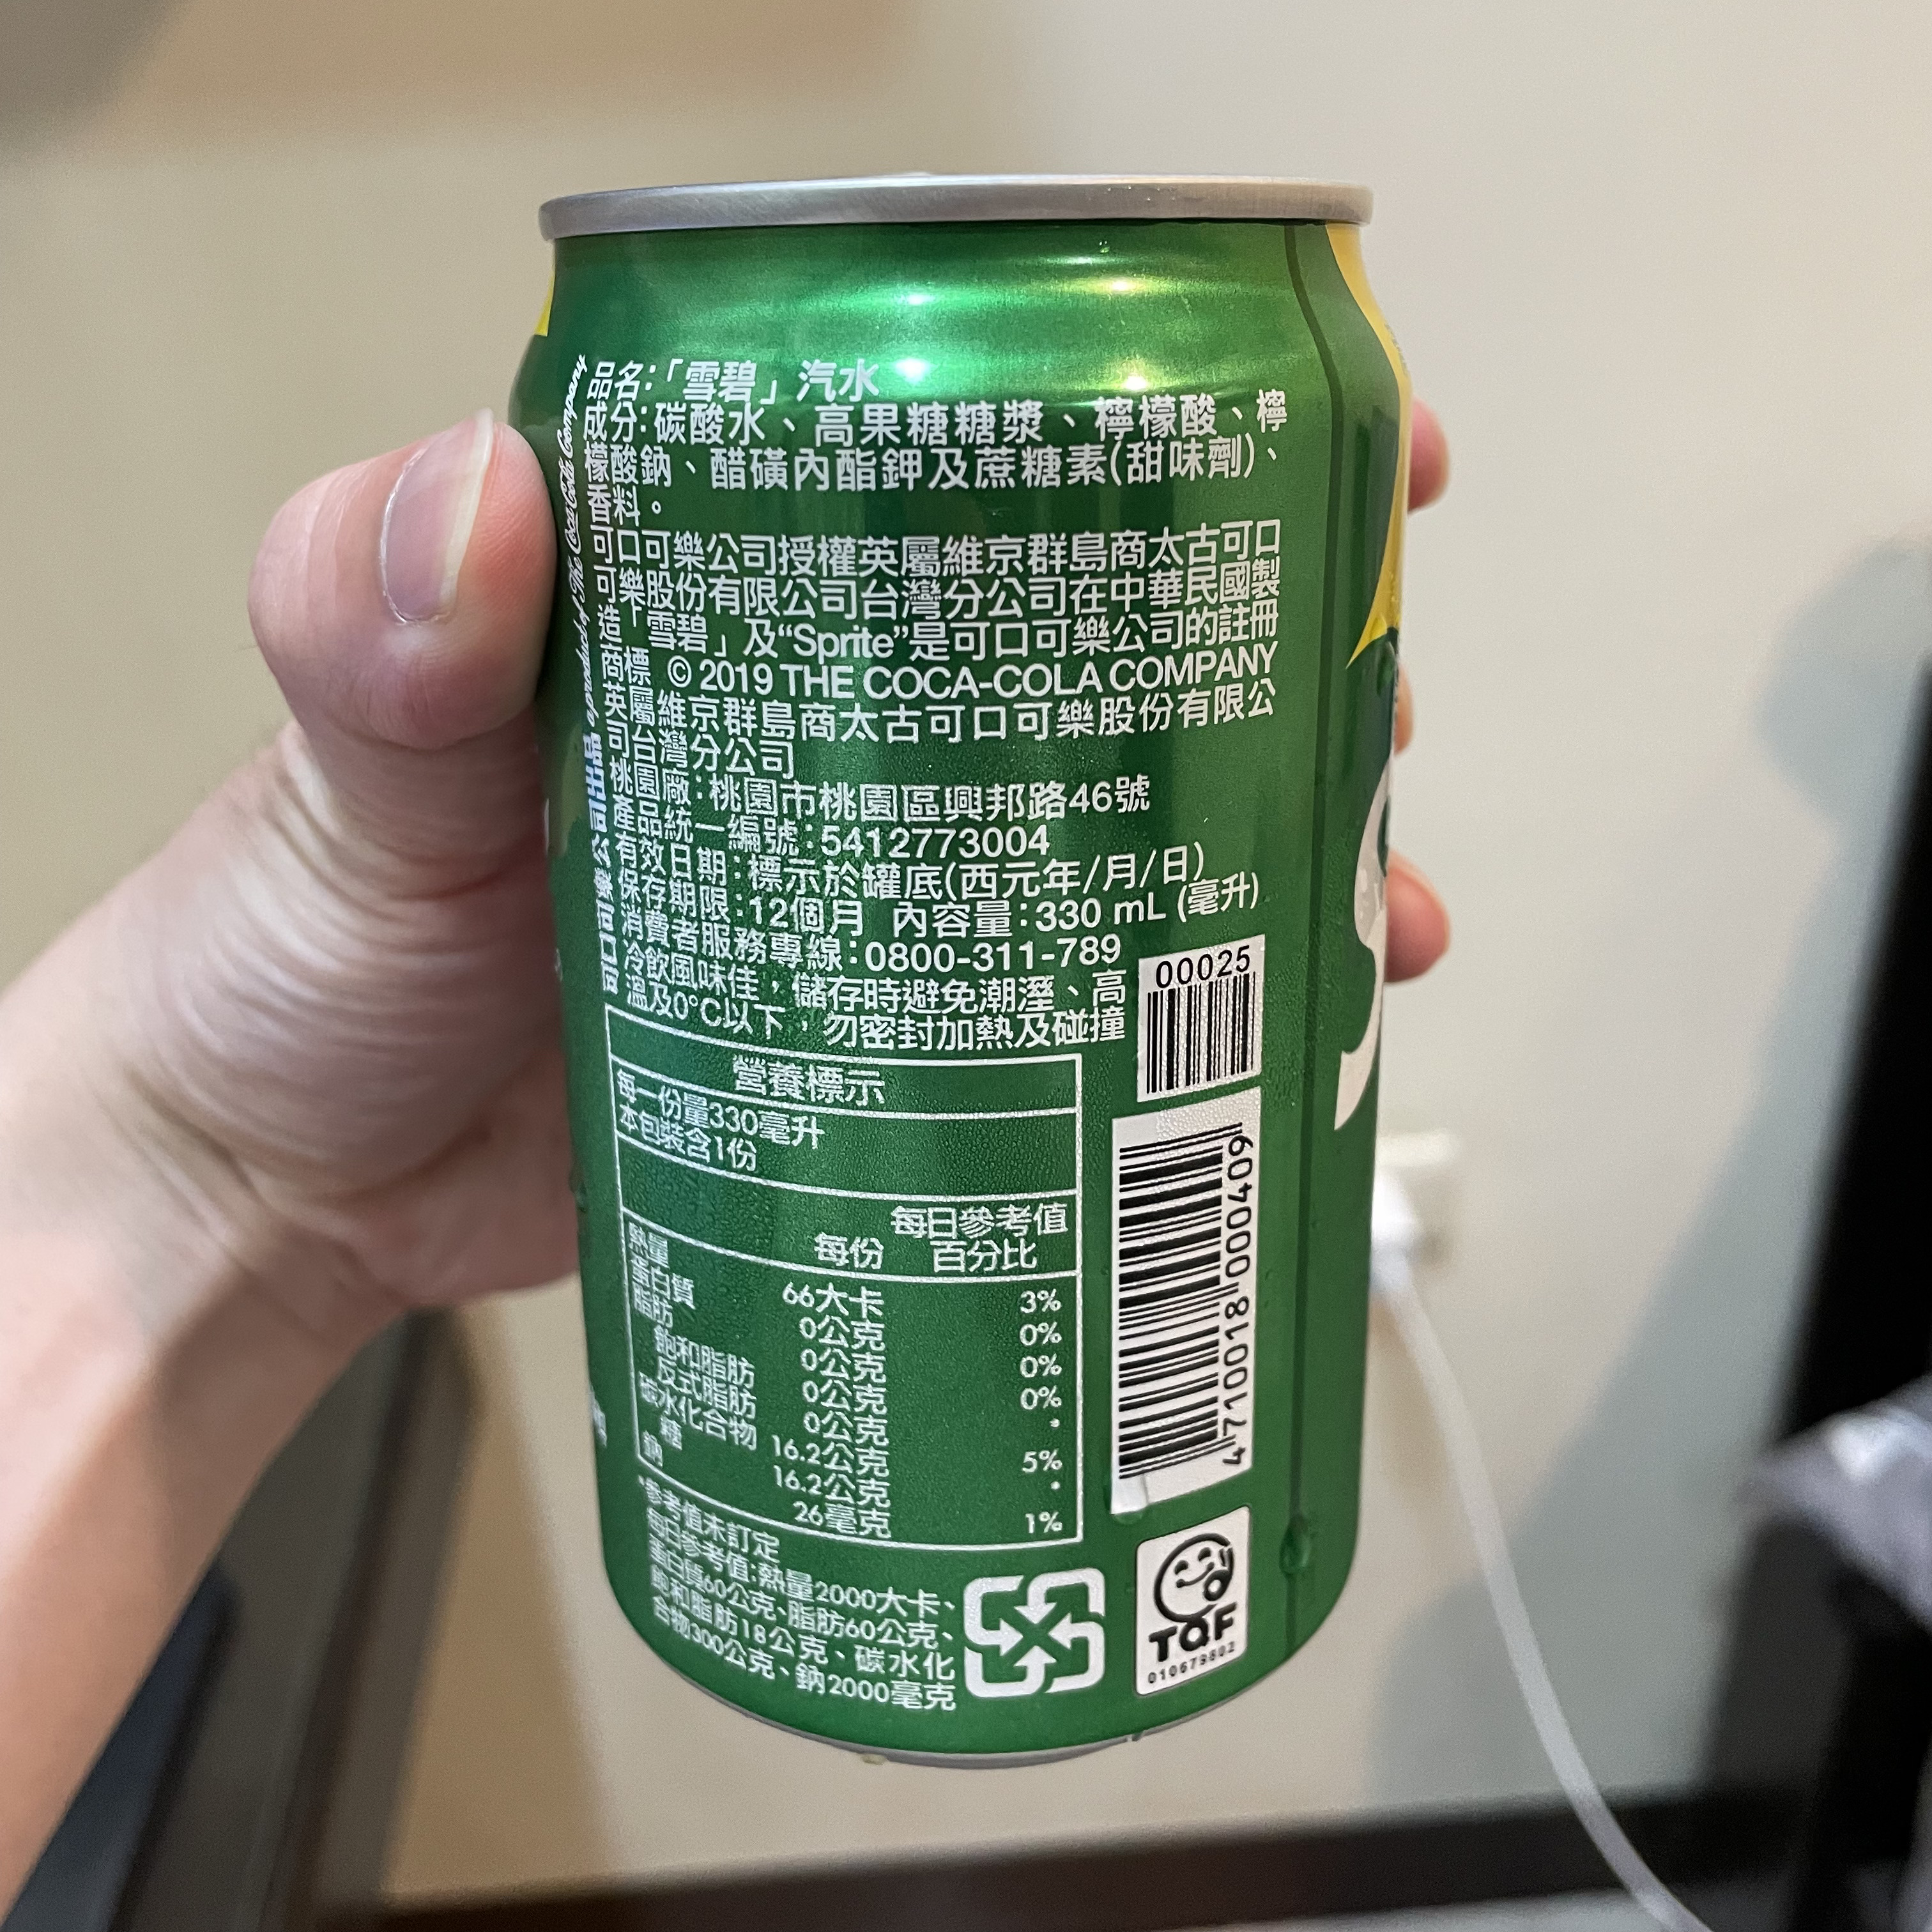 品名：「雪碧」汽水
成分：碳酸水、高果糖糖漿、檸檬酸、檸
檬酸鈉、醋磺內酯鉀及蔗糖素(甜味劑)、
香料。
可口可樂公司授權英屬維京群島商太古可口
可樂股份有限公司台灣分公司在中華民國製
造「雪碧」及“Sprite”是可口可樂公司的註冊
商標 © 2019 THE COCA-COLA COMPANY
英屬維京群島商太古可口可樂股份有限公
司台灣分公司
桃園廠：桃園市桃園區興邦路46號
產品統一編號：5412773004
有效日期：標示於罐底(西元年/月/日)
保存期限：12個月 內容量：330 mL (毫升)
消費者服務專線：0800-311-789
冷飲風味佳，儲存時避免潮溼、高
溫及0°C以下，勿密封加熱及碰撞
營養標示
每一份量330毫升
本包裝含1份
每份 每日參考值百分比
熱量 66大卡 3%
蛋白質 0公克 0%
脂肪 0公克 0%
飽和脂肪 0公克 0%
反式脂肪 0公克 *
碳水化合物 16.2公克 5%
糖 16.2公克 *
鈉 26毫克 1%
*參考值未訂定
每日參考值：熱量2000大卡、
蛋白質60公克、脂肪60公克、
飽和脂肪18公克、碳水化
合物300公克、鈉2000毫克
可口可樂公司出品 a product of The Coca-Cola Company
00025
4710018000409
TQF
010679802